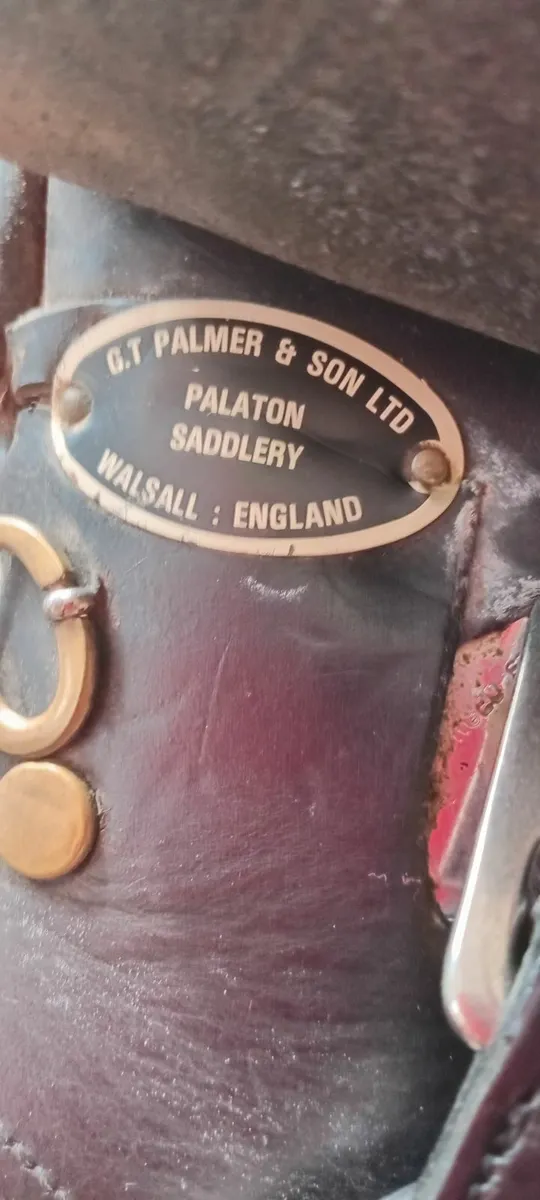 G.T PALMER & SON LTD
PALATON
SADDLERY
WALSALL : ENGLAND